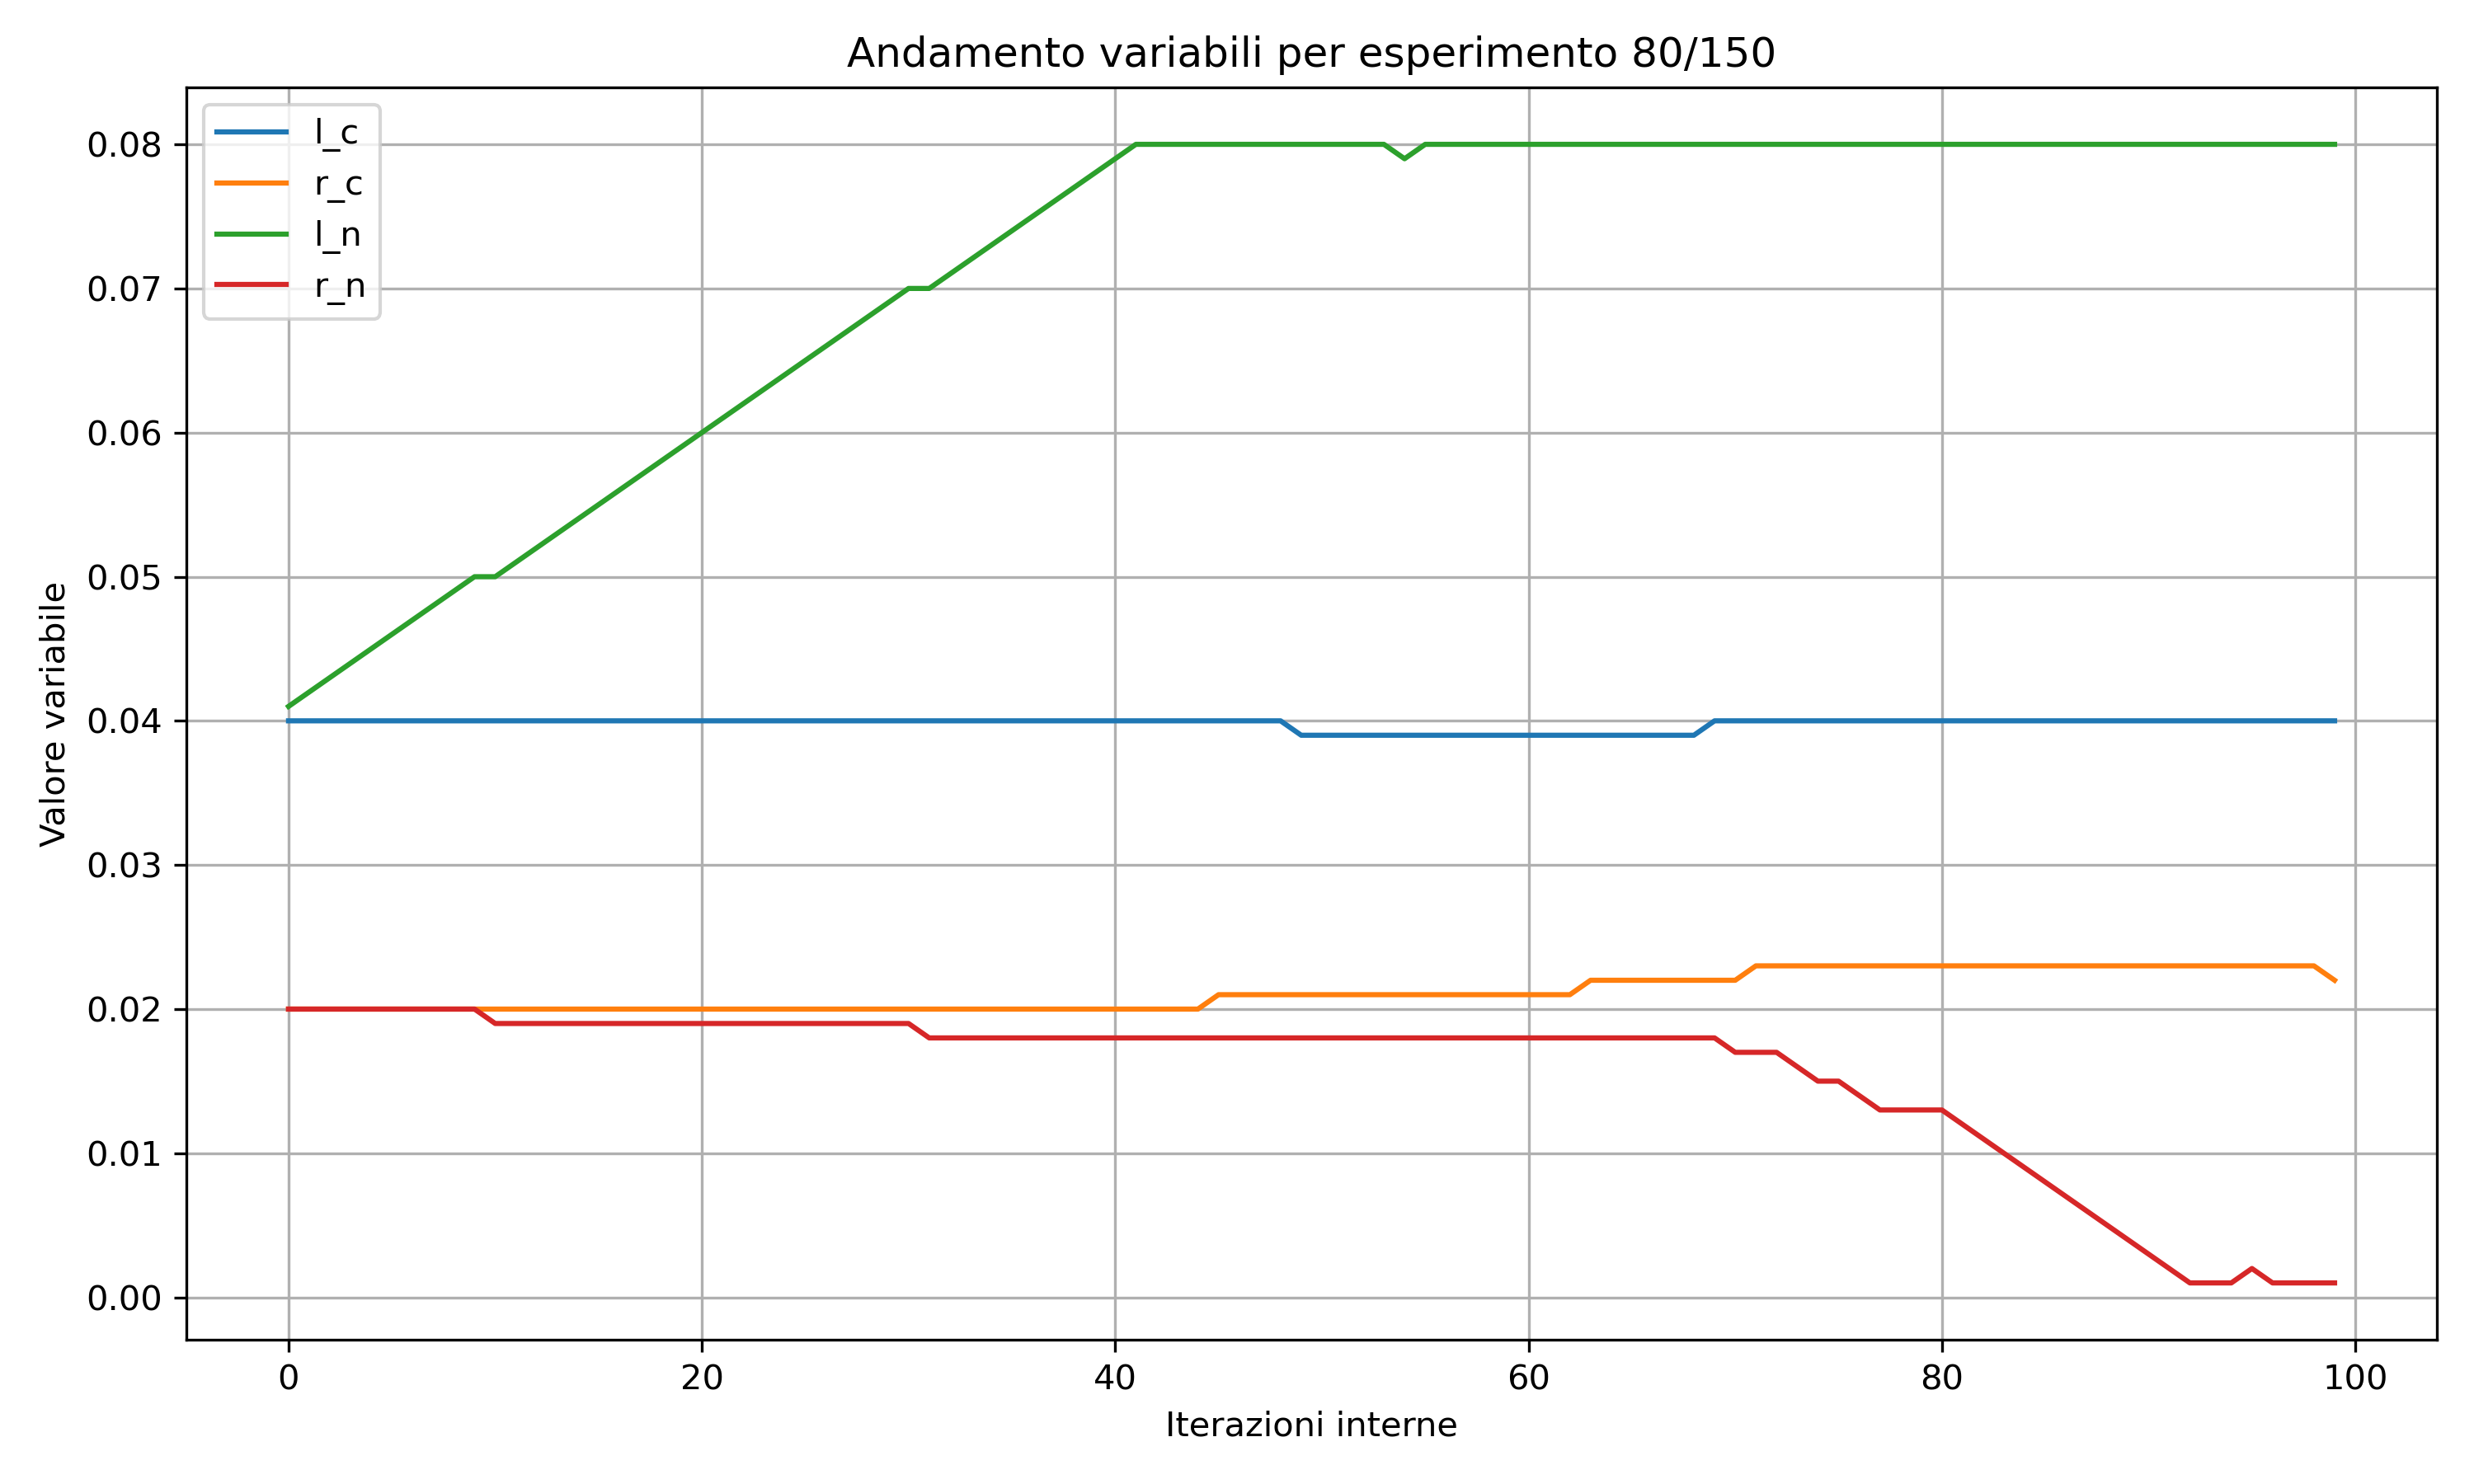 Andamento variabili per esperimento 80/150
l_c
r_c
l_n
r_n
0.08
0.07
0.06
0.05
0.04
0.03
0.02
0.01
0.00
Valore variabile
0 20 40 60 80 100
Iterazioni interne